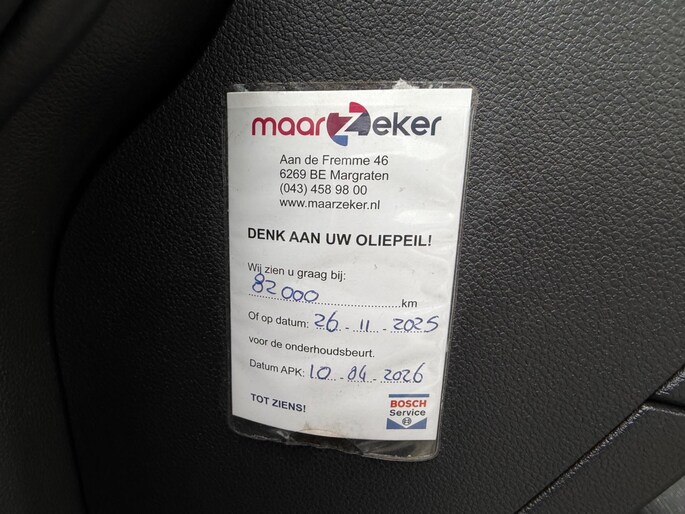 maarzeker
Aan de Fremme 46
6269 BE Margraten
(043) 458 98 00
www.maarzeker.nl
DENK AAN UW OLIEPEIL!
Wij zien u graag bij:
82000 km
Of op datum: 26-11-2025
voor de onderhoudsbeurt.
Datum APK: 10-04-2026
TOT ZIENS!
BOSCH
Service